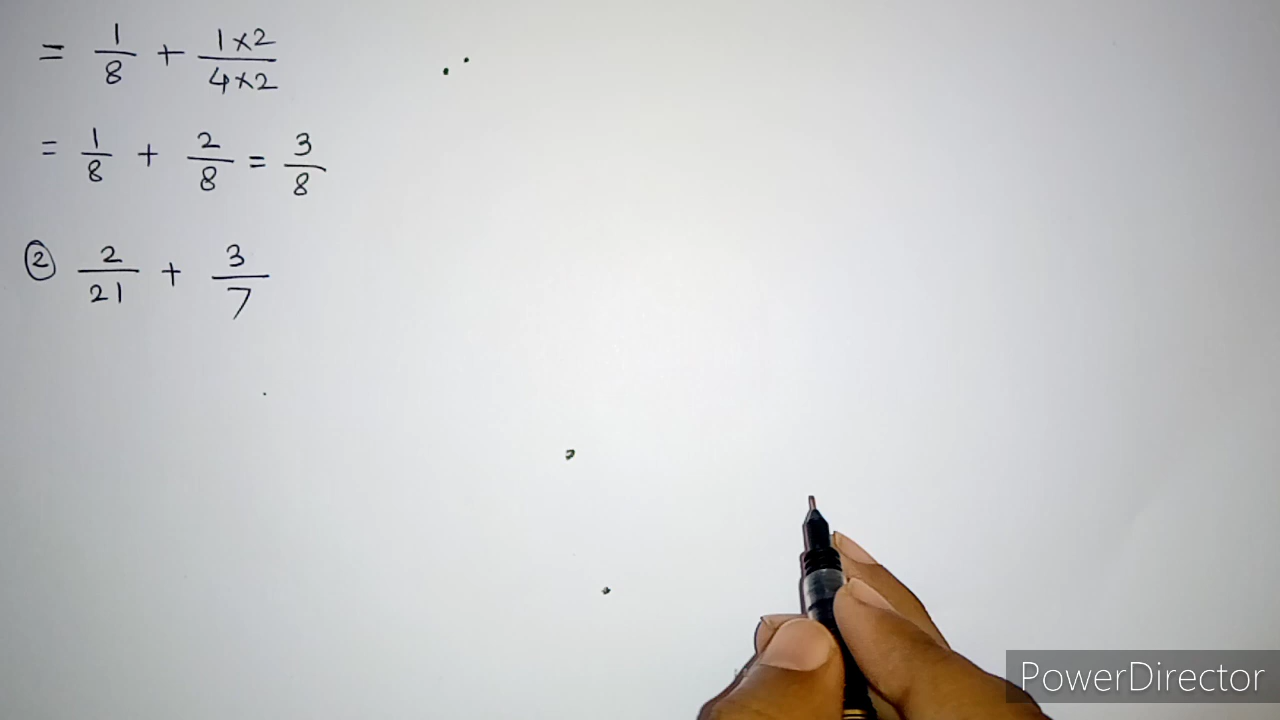 = 1/8 + 1×2/4×2
= 1/8 + 2/8 = 3/8
② 2/21 + 3/7
PowerDirector